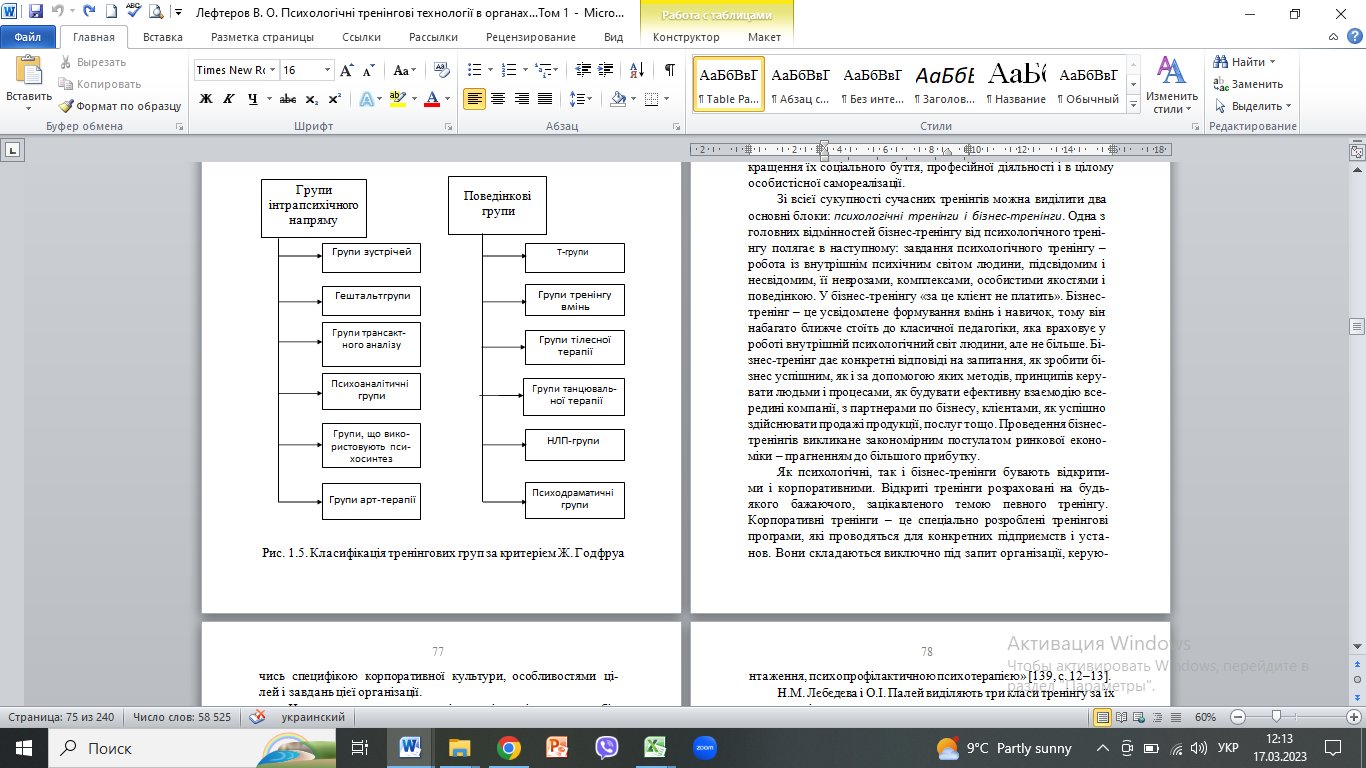 Лефтеров В. О. Психологічні тренінгові технології в органах...Том 1 - Micro...
Работа с таблицами
Файл
Главная
Вставка
Разметка страницы
Ссылки
Рассылки
Рецензирование
Вид
Конструктор
Макет
Вставить
Вырезать
Копировать
Формат по образцу
Буфер обмена
Times New Ro
16
Шрифт
Абзац
АаБбВвГ
АаБбВвГ
АаБбВвГ
¶ Table Pa...
¶ Абзац с...
¶ Без инте...
¶ Заголов...
¶ Название
¶ Обычный
Стили
Изменить
стили
Найти
Заменить
Выделить
Редактирование
Групи
інтрапсихічного
напряму
Групи зустрічей
Гештальтгрупи
Групи трансакт-
ного аналізу
Психоаналітичні
групи
Групи, що вико-
ристовують пси-
хосинтез
Групи арт-терапії
Поведінкові
групи
Т-групи
Групи тренінгу
вмінь
Групи тілесної
терапії
Групи танцюваль-
ної терапії
НЛП-групи
Психодраматичні
групи
Рис. 1.5. Класифікація тренінгових груп за критерієм Ж. Годфруа
кращення їх соціального буття, професійної діяльності і в цілому
особистісної самореалізації.
Зі всієї сукупності сучасних тренінгів можна виділити два
основні блоки: психологічні тренінги і бізнес-тренінги. Одна з
головних відмінностей бізнес-тренінгу від психологічного трені-
нгу полягає в наступному: завдання психологічного тренінгу –
робота із внутрішнім психічним світом людини, підсвідомим і
несвідомим, її неврозами, комплексами, особистими якостями і
поведінкою. У бізнес-тренінгу «за це клієнт не платить». Бізнес-
тренінг – це усвідомлене формування вмінь і навичок, тому він
набагато ближче стоїть до класичної педагогіки, яка враховує у
роботі внутрішній психологічний світ людини, але не більше. Бі-
знес-тренінг дає конкретні відповіді на запитання, як зробити бі-
знес успішним, як і за допомогою яких методів, принципів керу-
вати людьми і процесами, як будувати ефективну взаємодію все-
редині компанії, з партнерами по бізнесу, клієнтами, як успішно
здійснювати продажі продукції, послуг тощо. Проведення бізнес-
тренінгів викликане закономірним постулатом ринкової еконо-
міки – прагненням до більшого прибутку.
Як психологічні, так і бізнес-тренінги бувають відкрити-
ми і корпоративними. Відкриті тренінги розраховані на будь-
якого бажаючого, зацікавленого темою певного тренінгу.
Корпоративні тренінги – це спеціально розроблені тренінгові
програми, які проводяться для конкретних підприємств і уста-
нов. Вони складаються виключно під запит організації, керую-
77
чись специфікою корпоративної культури, особливостями ці-
лей і завдань цієї організації.
78
нтаження, психопрофілактичною психотерапією» [139, с. 12–13].
Н.М. Лебєдєва і О.І. Палей виділяють три класи тренінгу за їх
Активация Windows
Чтобы активировать Windows, перейдите в
раздел "Параметры".
Страница: 75 из 240
Число слов: 58 525
украинский
60%
Поиск
zoom
9°C Partly sunny
УКР
12:13
17.03.2023